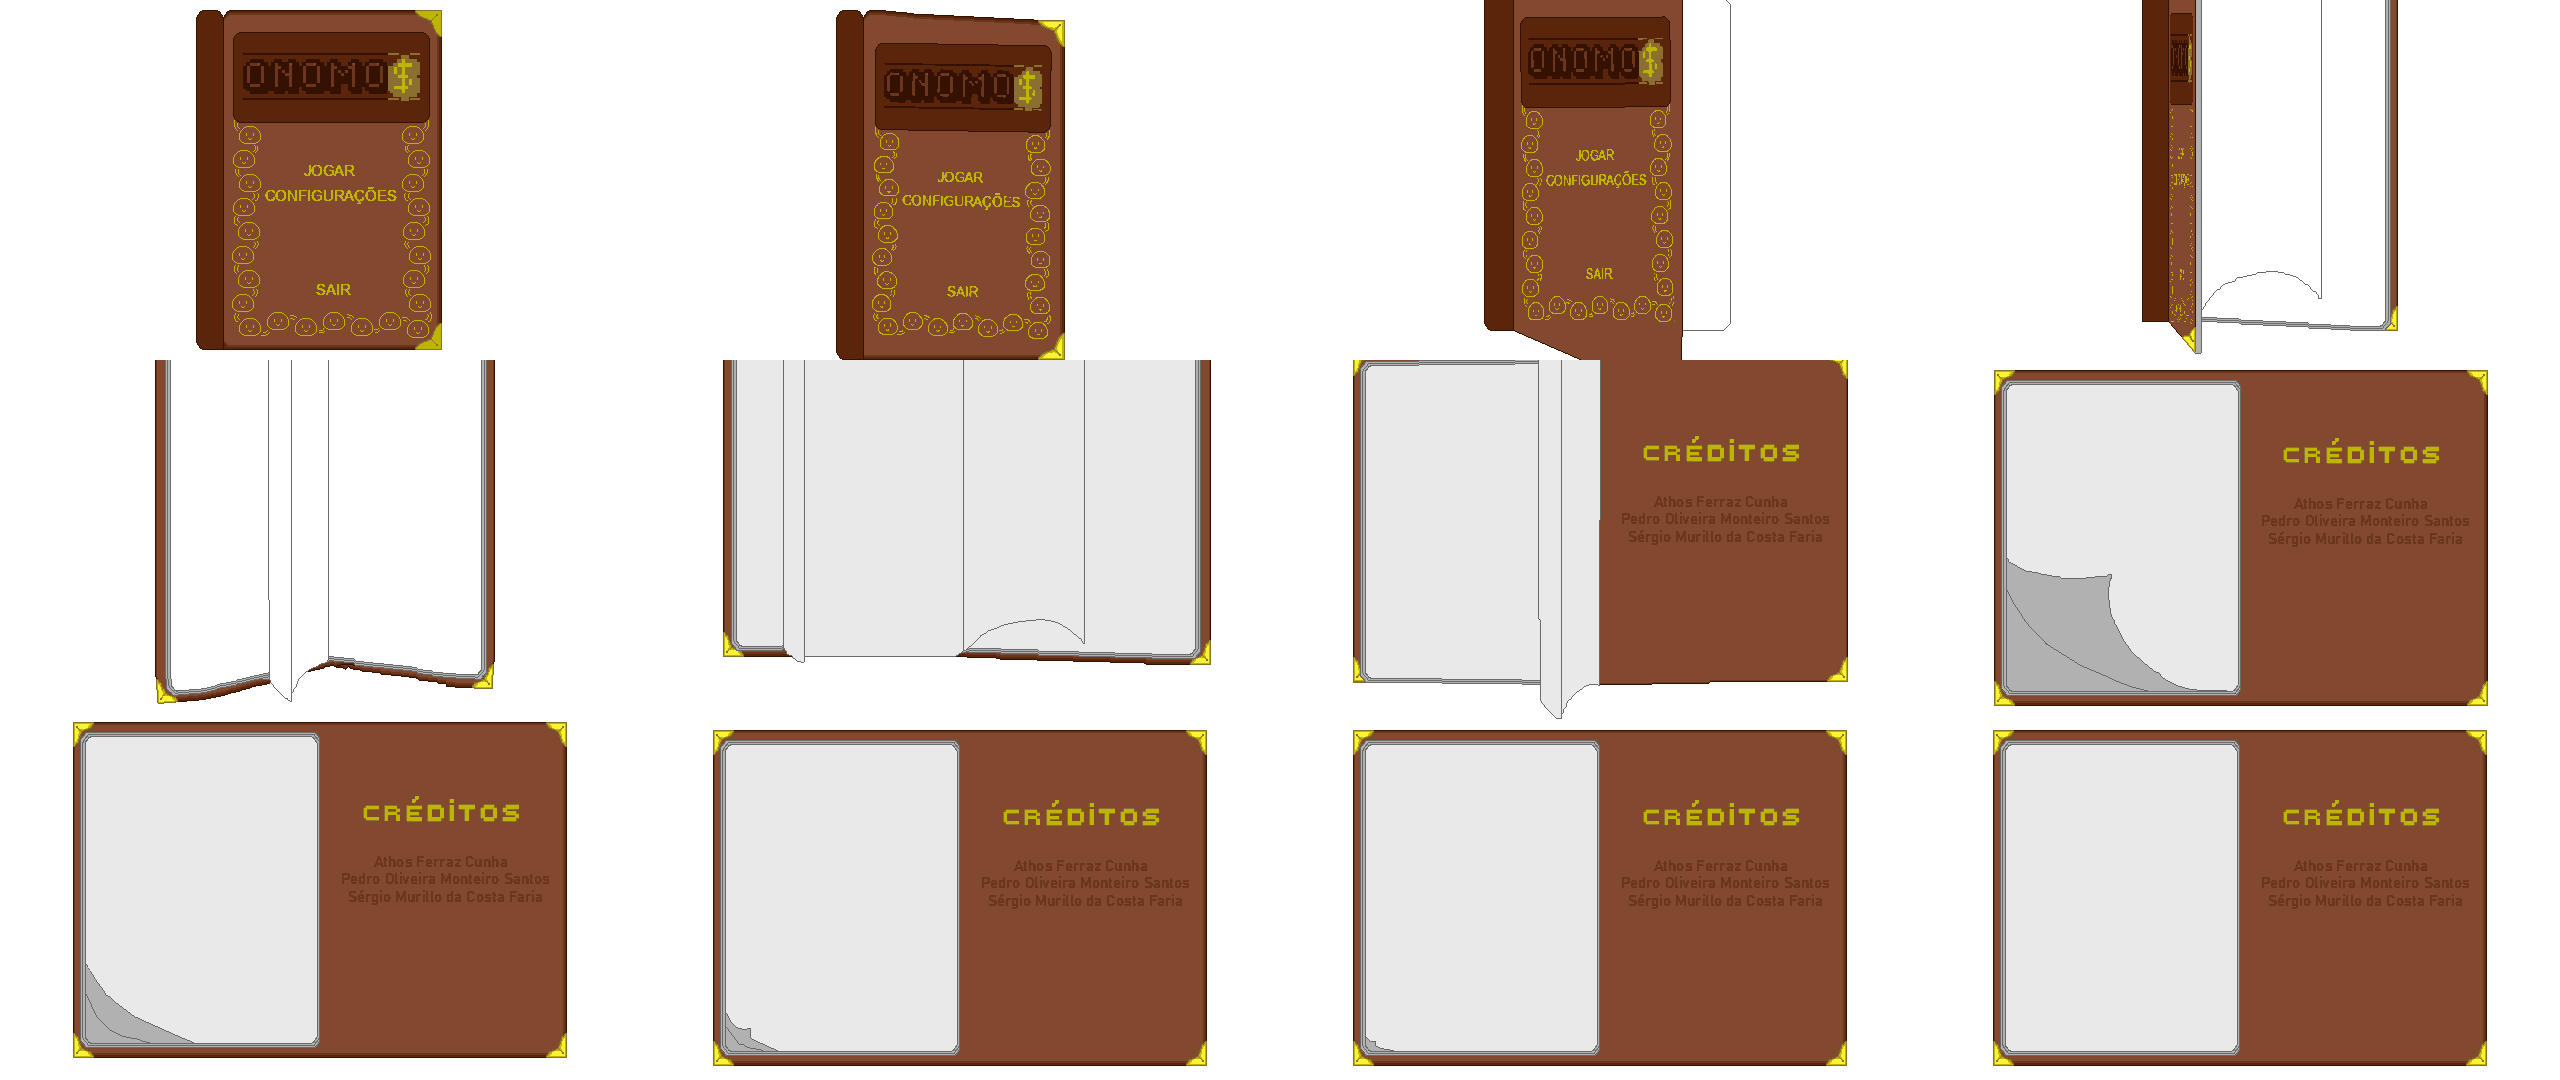 ONOMO$
JOGAR
CONFIGURAÇÕES
SAIR
ONOMO$
JOGAR
CONFIGURAÇÕES
SAIR
ONOMO$
JOGAR
CONFIGURAÇÕES
SAIR
CRÉDITOS
Athos Ferraz Cunha
Pedro Oliveira Monteiro Santos
Sérgio Murillo da Costa Faria
CRÉDITOS
Athos Ferraz Cunha
Pedro Oliveira Monteiro Santos
Sérgio Murillo da Costa Faria
CRÉDITOS
Athos Ferraz Cunha
Pedro Oliveira Monteiro Santos
Sérgio Murillo da Costa Faria
CRÉDITOS
Athos Ferraz Cunha
Pedro Oliveira Monteiro Santos
Sérgio Murillo da Costa Faria
CRÉDITOS
Athos Ferraz Cunha
Pedro Oliveira Monteiro Santos
Sérgio Murillo da Costa Faria
CRÉDITOS
Athos Ferraz Cunha
Pedro Oliveira Monteiro Santos
Sérgio Murillo da Costa Faria